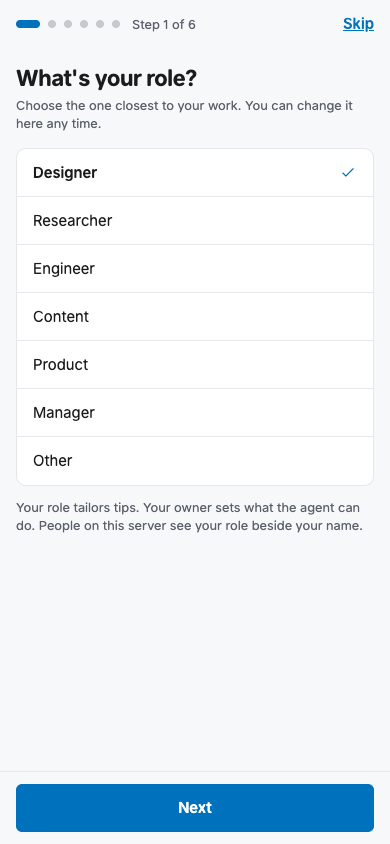 Step 1 of 6
Skip
What's your role?
Choose the one closest to your work. You can change it
here any time.
Designer
Researcher
Engineer
Content
Product
Manager
Other
Your role tailors tips. Your owner sets what the agent can
do. People on this server see your role beside your name.
Next